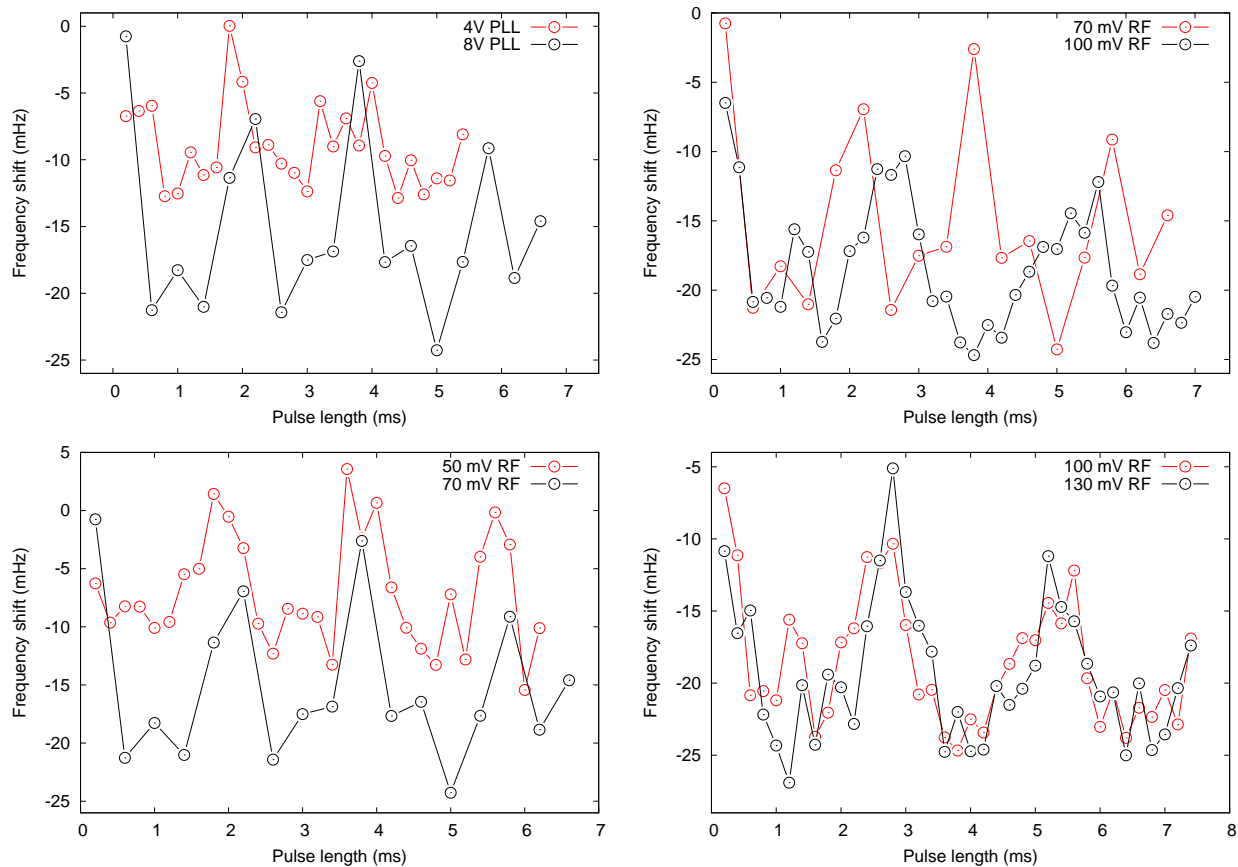 0
-5
-10
-15
-20
-25
0 1 2 3 4 5 6 7
Frequency shift (mHz)
Pulse length (ms)
4V PLL
8V PLL
0
-5
-10
-15
-20
-25
0 1 2 3 4 5 6 7
Frequency shift (mHz)
Pulse length (ms)
70 mV RF
100 mV RF
5
0
-5
-10
-15
-20
-25
0 1 2 3 4 5 6 7
Frequency shift (mHz)
Pulse length (ms)
50 mV RF
70 mV RF
-5
-10
-15
-20
-25
0 1 2 3 4 5 6 7 8
Frequency shift (mHz)
Pulse length (ms)
100 mV RF
130 mV RF